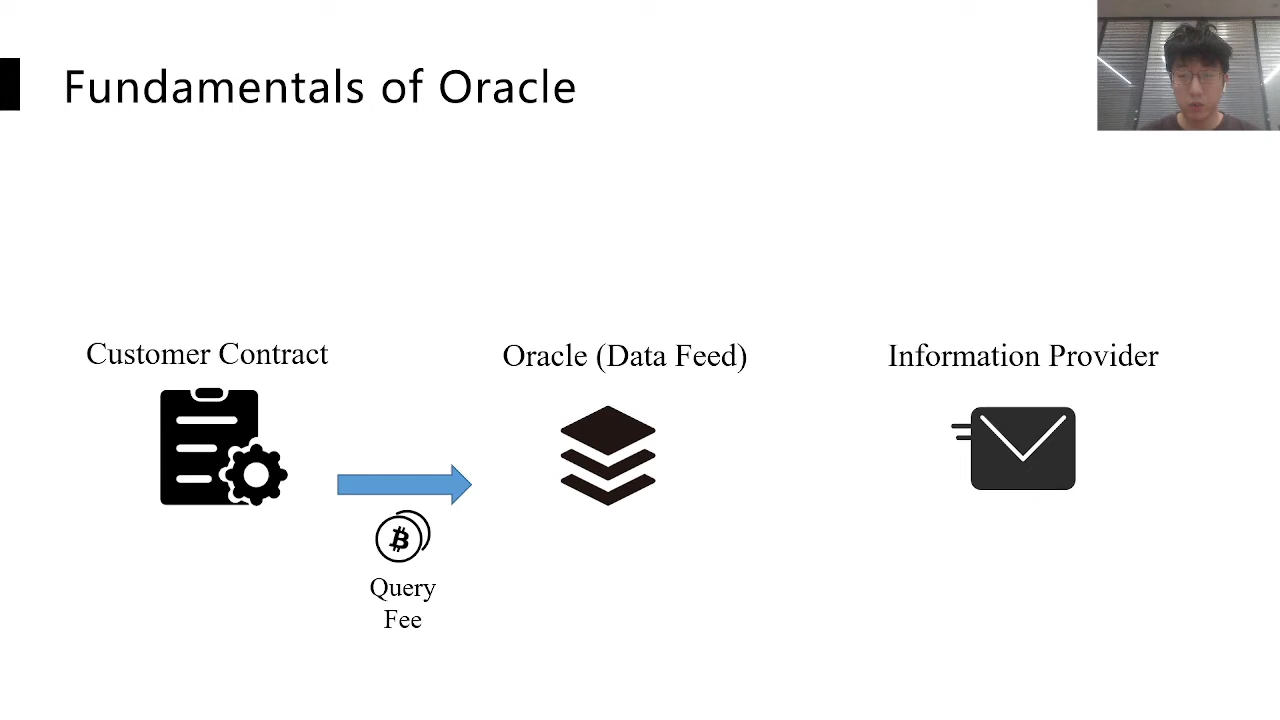 Fundamentals of Oracle
Customer Contract
Oracle (Data Feed)
Information Provider
Query
Fee